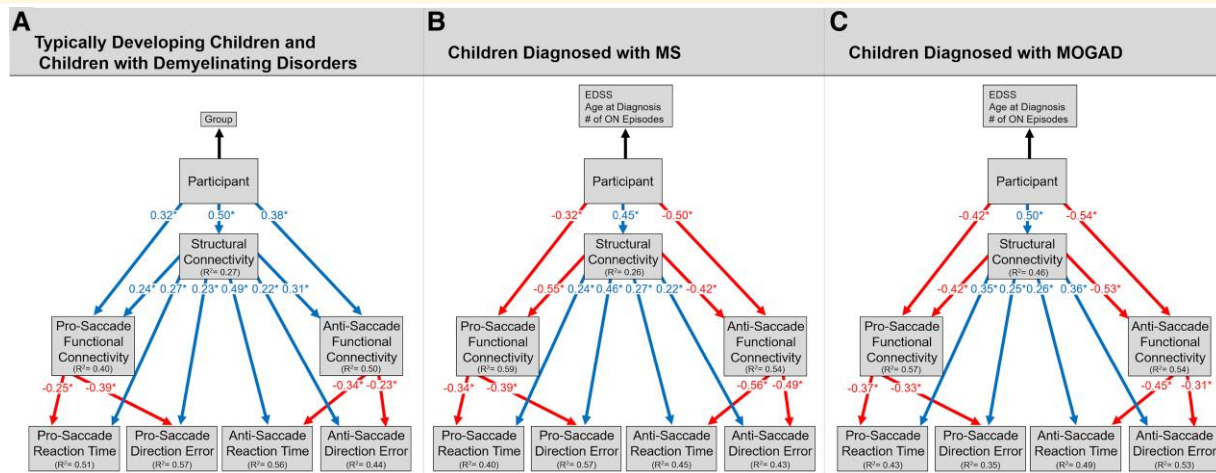 A
Typically Developing Children and
Children with Demyelinating Disorders
Group
Participant
0.32* 0.50* 0.38*
Structural
Connectivity
(R²= 0.27)
0.24* 0.27* 0.23* 0.49* 0.22* 0.31*
Pro-Saccade
Functional
Connectivity
(R²= 0.40)
Anti-Saccade
Functional
Connectivity
(R²= 0.50)
-0.25* -0.39* -0.34* -0.23*
Pro-Saccade
Reaction Time
(R²= 0.51)
Pro-Saccade
Direction Error
(R²= 0.57)
Anti-Saccade
Reaction Time
(R²= 0.56)
Anti-Saccade
Direction Error
(R²= 0.44)
B
Children Diagnosed with MS
EDSS
Age at Diagnosis
# of ON Episodes
Participant
-0.32* 0.45* -0.50*
Structural
Connectivity
(R²= 0.26)
-0.55* 0.24* 0.46* 0.27* 0.22* -0.42*
Pro-Saccade
Functional
Connectivity
(R²= 0.59)
Anti-Saccade
Functional
Connectivity
(R²= 0.54)
-0.34* -0.39* -0.56* -0.49*
Pro-Saccade
Reaction Time
(R²= 0.40)
Pro-Saccade
Direction Error
(R²= 0.57)
Anti-Saccade
Reaction Time
(R²= 0.45)
Anti-Saccade
Direction Error
(R²= 0.43)
C
Children Diagnosed with MOGAD
EDSS
Age at Diagnosis
# of ON Episodes
Participant
-0.42* 0.50* -0.54*
Structural
Connectivity
(R²= 0.46)
-0.42* 0.35* 0.25* 0.26* 0.36* -0.53*
Pro-Saccade
Functional
Connectivity
(R²= 0.57)
Anti-Saccade
Functional
Connectivity
(R²= 0.54)
-0.37* -0.33* -0.45* -0.31*
Pro-Saccade
Reaction Time
(R²= 0.43)
Pro-Saccade
Direction Error
(R²= 0.35)
Anti-Saccade
Reaction Time
(R²= 0.49)
Anti-Saccade
Direction Error
(R²= 0.53)